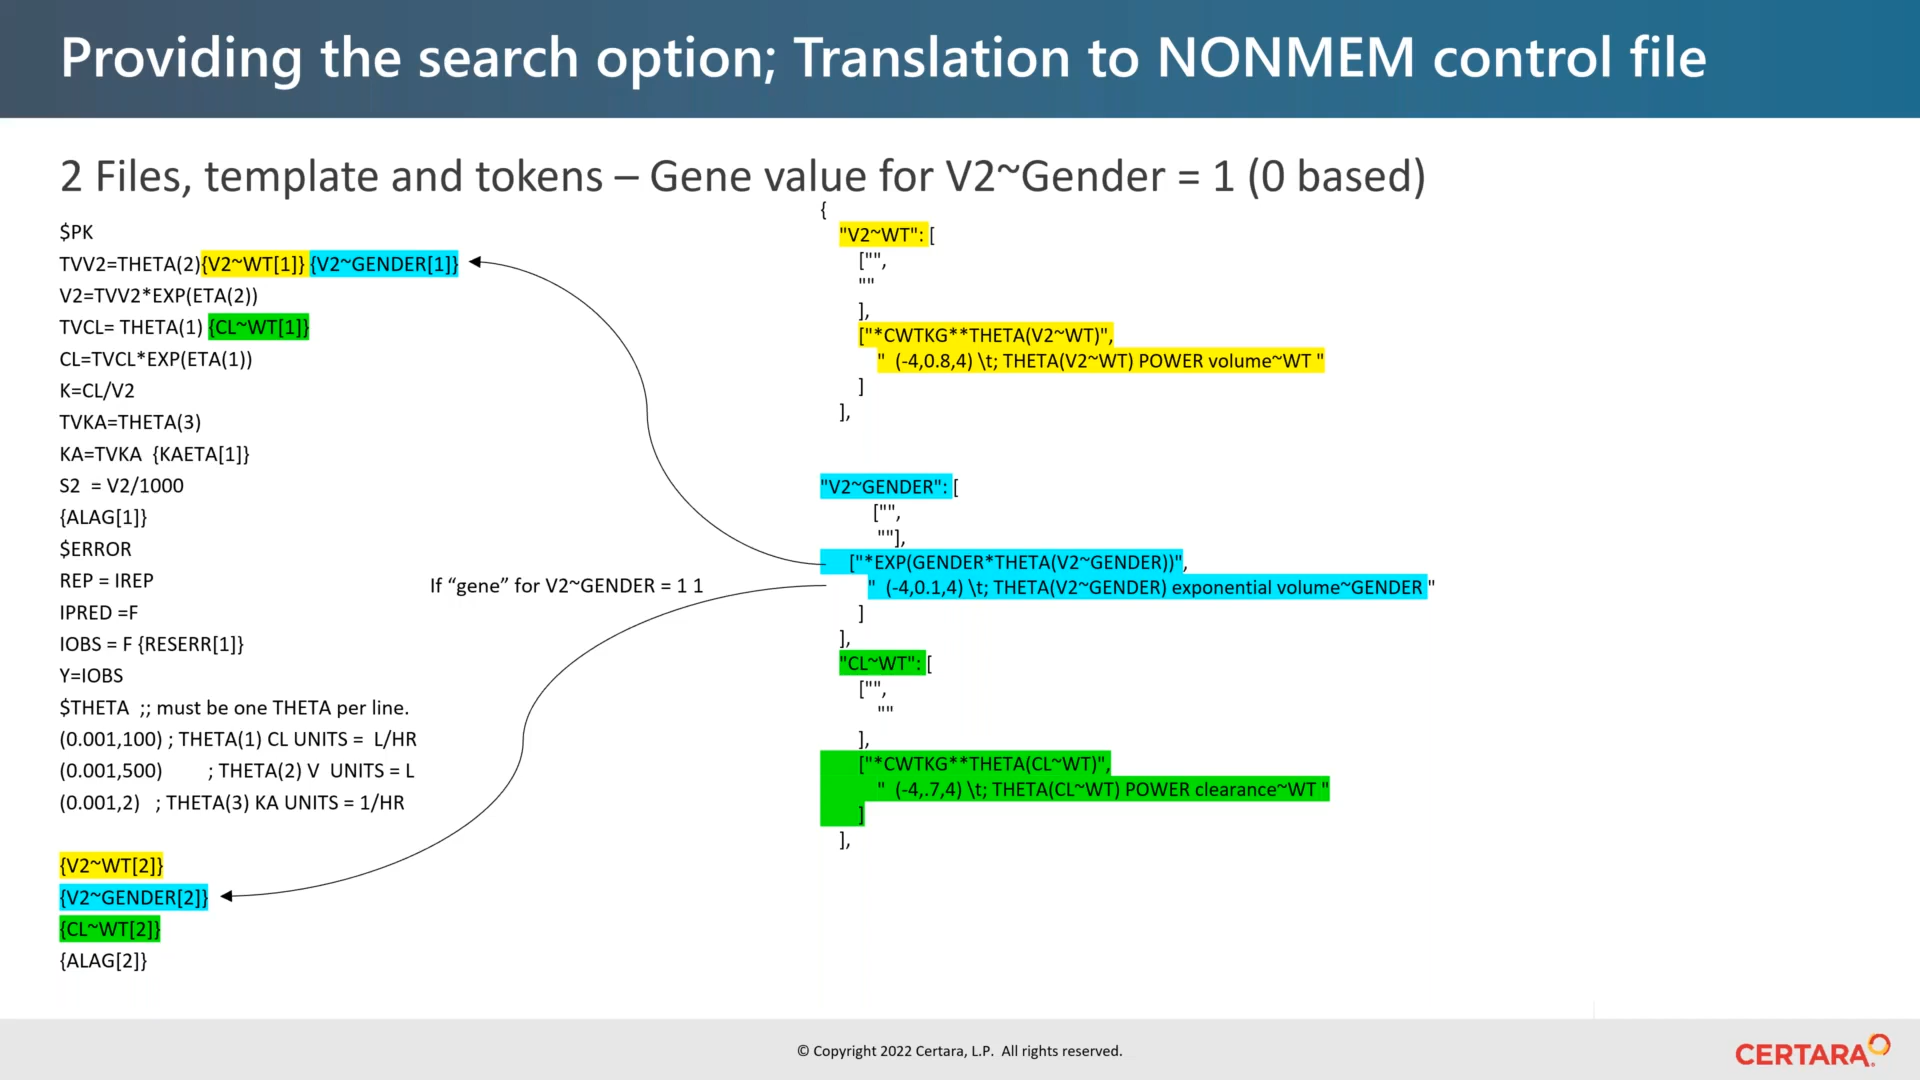 Providing the search option; Translation to NONMEM control file
2 Files, template and tokens – Gene value for V2~Gender = 1 (0 based)
$PK
TVV2=THETA(2){V2~WT[1]} {V2~GENDER[1]}
V2=TVV2*EXP(ETA(2))
TVCL= THETA(1) {CL~WT[1]}
CL=TVCL*EXP(ETA(1))
K=CL/V2
TVKA=THETA(3)
KA=TVKA  {KAETA[1]}
S2  = V2/1000
{ALAG[1]}
$ERROR
REP = IREP
IPRED =F
IOBS = F {RESERR[1]}
Y=IOBS
$THETA  ;; must be one THETA per line.
(0.001,100) ; THETA(1) CL UNITS =  L/HR
(0.001,500)        ; THETA(2) V  UNITS = L
(0.001,2)   ; THETA(3) KA UNITS = 1/HR
{V2~WT[2]}
{V2~GENDER[2]}
{CL~WT[2]}
{ALAG[2]}
If “gene” for V2~GENDER = 1 1
{
"V2~WT": [
["",
""
],
["*CWTKG**THETA(V2~WT)",
"  (-4,0.8,4) \t; THETA(V2~WT) POWER volume~WT "
]
],
"V2~GENDER": [
["",
""],
["*EXP(GENDER*THETA(V2~GENDER))",
"  (-4,0.1,4) \t; THETA(V2~GENDER) exponential volume~GENDER "
]
],
"CL~WT": [
["",
""
],
["*CWTKG**THETA(CL~WT)",
"  (-4,.7,4) \t; THETA(CL~WT) POWER clearance~WT "
]
],
© Copyright 2022 Certara, L.P.  All rights reserved.
CERTARA